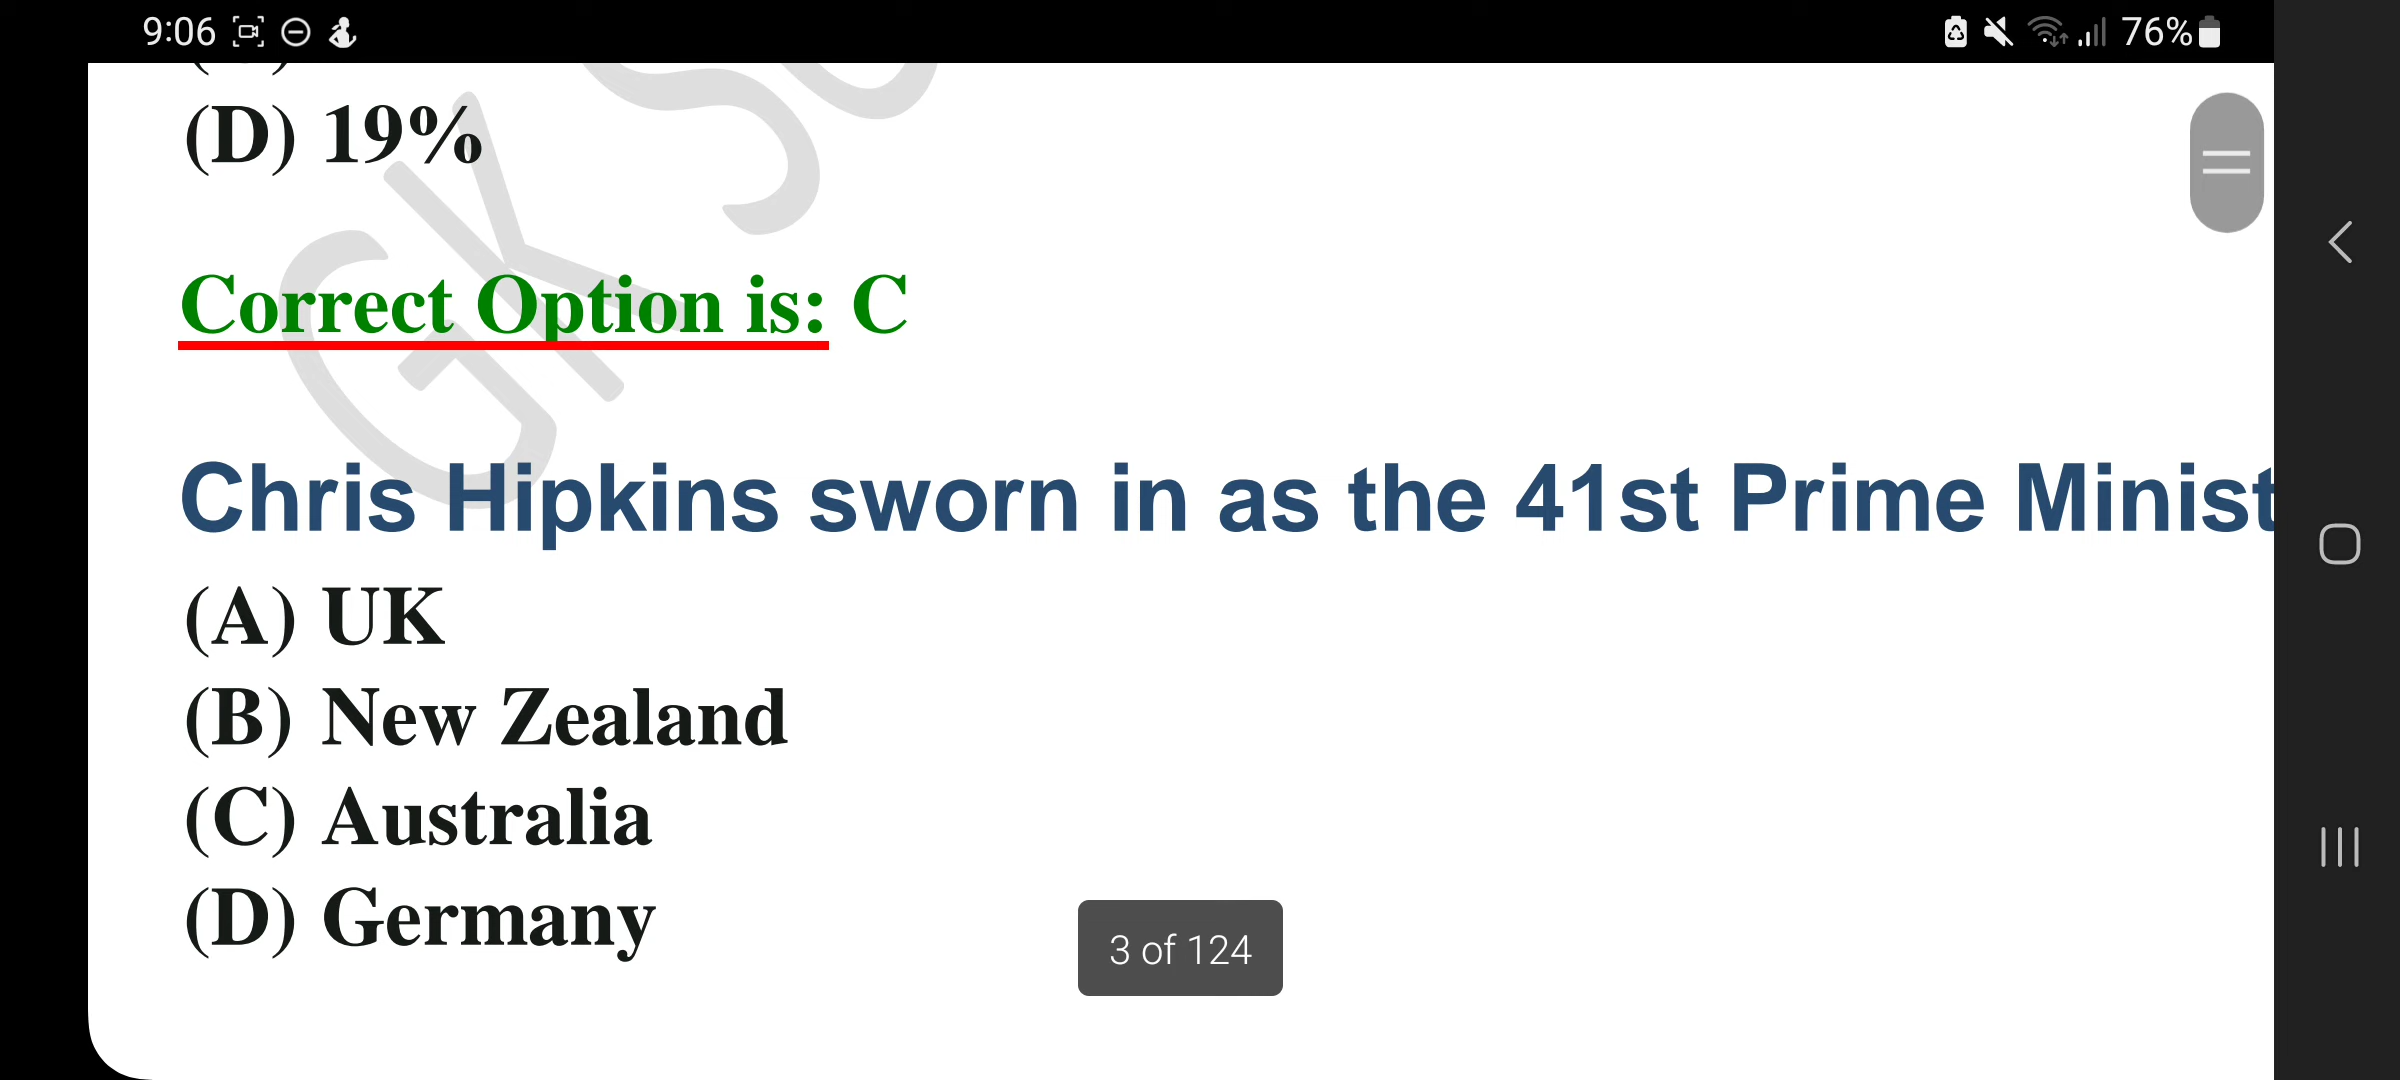 9:06 76%
(D) 19%
Correct Option is: C
Chris Hipkins sworn in as the 41st Prime Minist
(A) UK
(B) New Zealand
(C) Australia
(D) Germany
3 of 124
GK